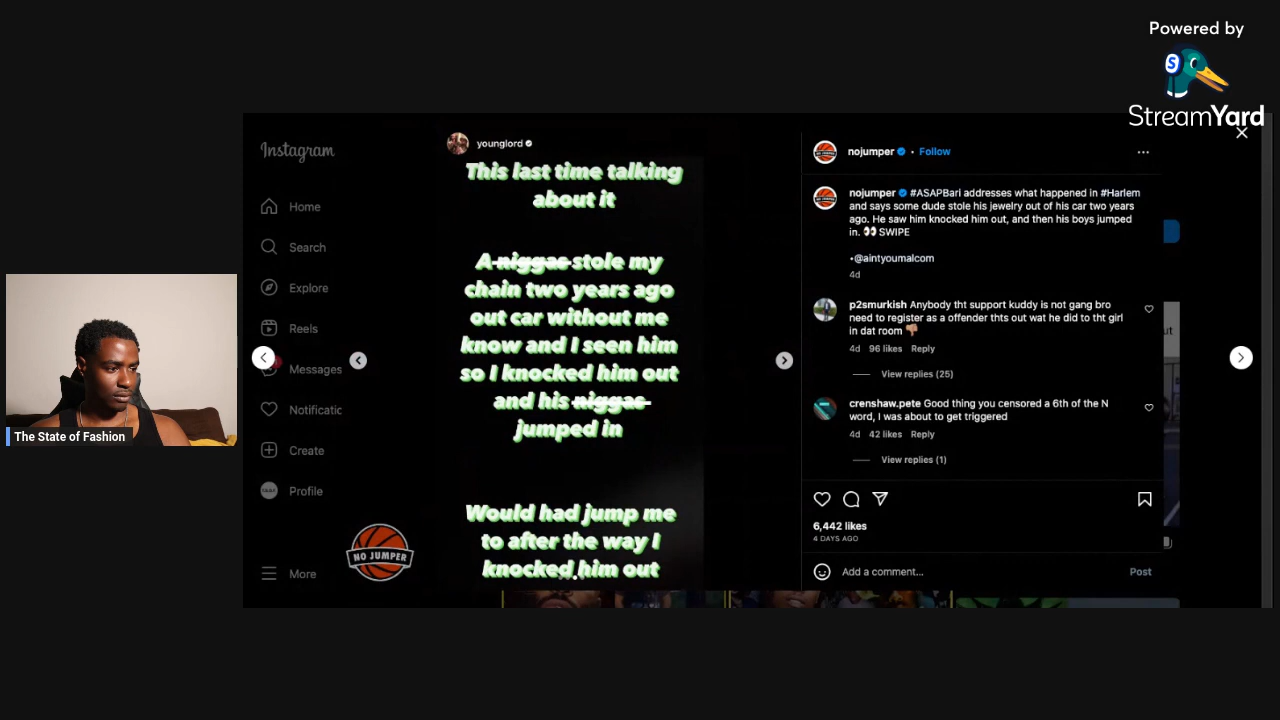 Powered by
StreamYard
Instagram
Home
Search
Explore
Reels
Messages
Notificatic
Create
Profile
More
NO JUMPER
The State of Fashion
younglord
This last time talking
about it
A niggas stole my
chain two years ago
out car without me
know and I seen him
so I knocked him out
and his niggas
jumped in
Would had jump me
to after the way I
knocked him out
nojumper • Follow
nojumper #ASAPBari addresses what happened in #Harlem
and says some dude stole his jewelry out of his car two years
ago. He saw him knocked him out, and then his boys jumped
in. 👀 SWIPE
•@aintyoumalcom
4d
p2smurkish Anybody tht support kuddy is not gang bro
need to register as a offender thts out wat he did to tht girl
in dat room 👎🏽
4d 96 likes Reply
View replies (25)
crenshaw.pete Good thing you censored a 6th of the N
word, I was about to get triggered
4d 42 likes Reply
View replies (1)
6,442 likes
4 DAYS AGO
Add a comment...
Post
ut